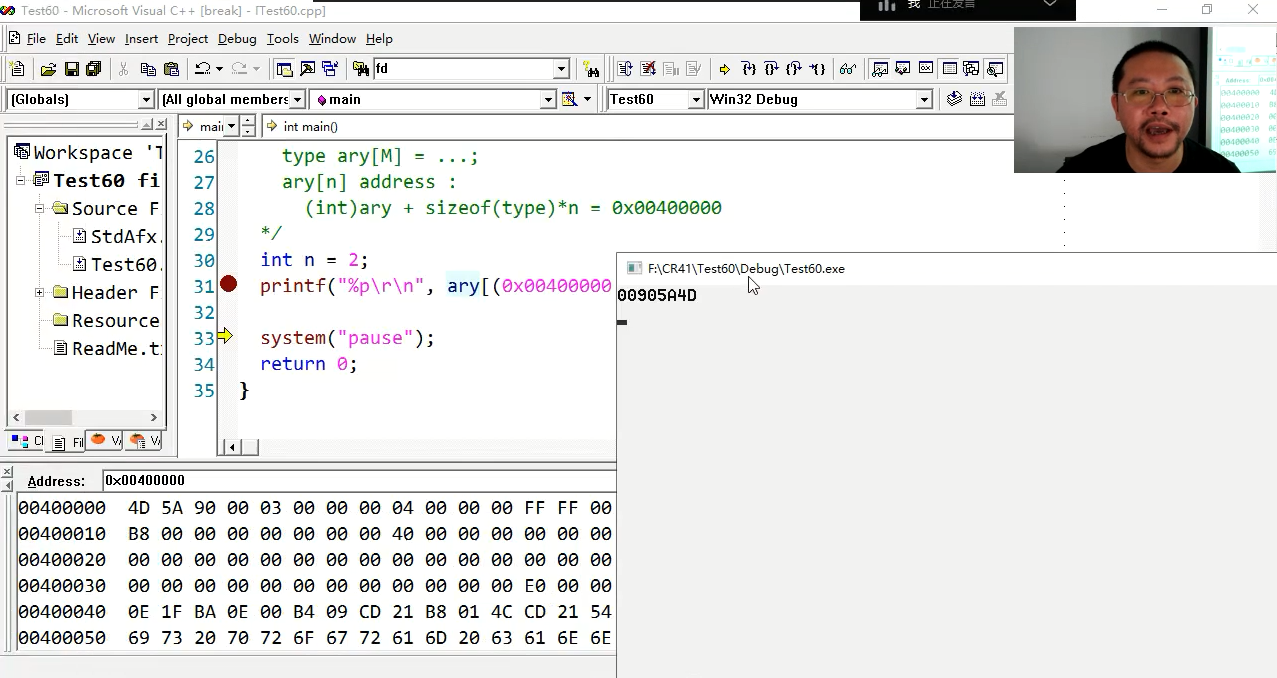 Test60 - Microsoft Visual C++ [break] - [Test60.cpp]
我 正在发言
File Edit View Insert Project Debug Tools Window Help
fd
(Globals) (All global members main Test60 Win32 Debug
mai int main()
Workspace 'T
Test60 fi
Source F
StdAfx.
Test60.
Header F
Resource
ReadMe.t
Cl Fil V V
26 type ary[M] = ...;
27 ary[n] address :
28 (int)ary + sizeof(type)*n = 0x00400000
29 */
30 int n = 2;
31 printf("%p\r\n", ary[(0x00400000
32
33 system("pause");
34 return 0;
35 }
F:\CR41\Test60\Debug\Test60.exe
00905A4D
Address: 0x00400000
00400000 4D 5A 90 00 03 00 00 00 04 00 00 00 FF FF 00
00400010 B8 00 00 00 00 00 00 00 40 00 00 00 00 00 00
00400020 00 00 00 00 00 00 00 00 00 00 00 00 00 00 00
00400030 00 00 00 00 00 00 00 00 00 00 00 00 E0 00 00
00400040 0E 1F BA 0E 00 B4 09 CD 21 B8 01 4C CD 21 54
00400050 69 73 20 70 72 6F 67 72 61 6D 20 63 61 6E 6E